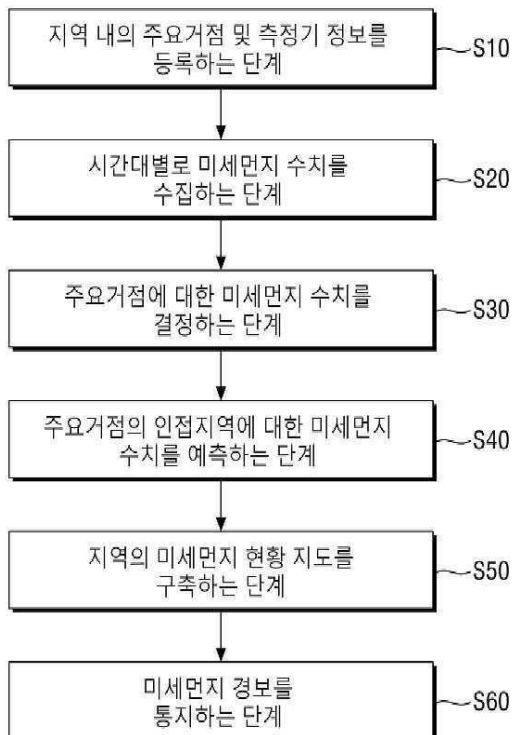 지역 내의 주요거점 및 측정기 정보를
등록하는 단계
S10
시간대별로 미세먼지 수치를
수집하는 단계
S20
주요거점에 대한 미세먼지 수치를
결정하는 단계
S30
주요거점의 인접지역에 대한 미세먼지
수치를 예측하는 단계
S40
지역의 미세먼지 현황 지도를
구축하는 단계
S50
미세먼지 경보를
통지하는 단계
S60